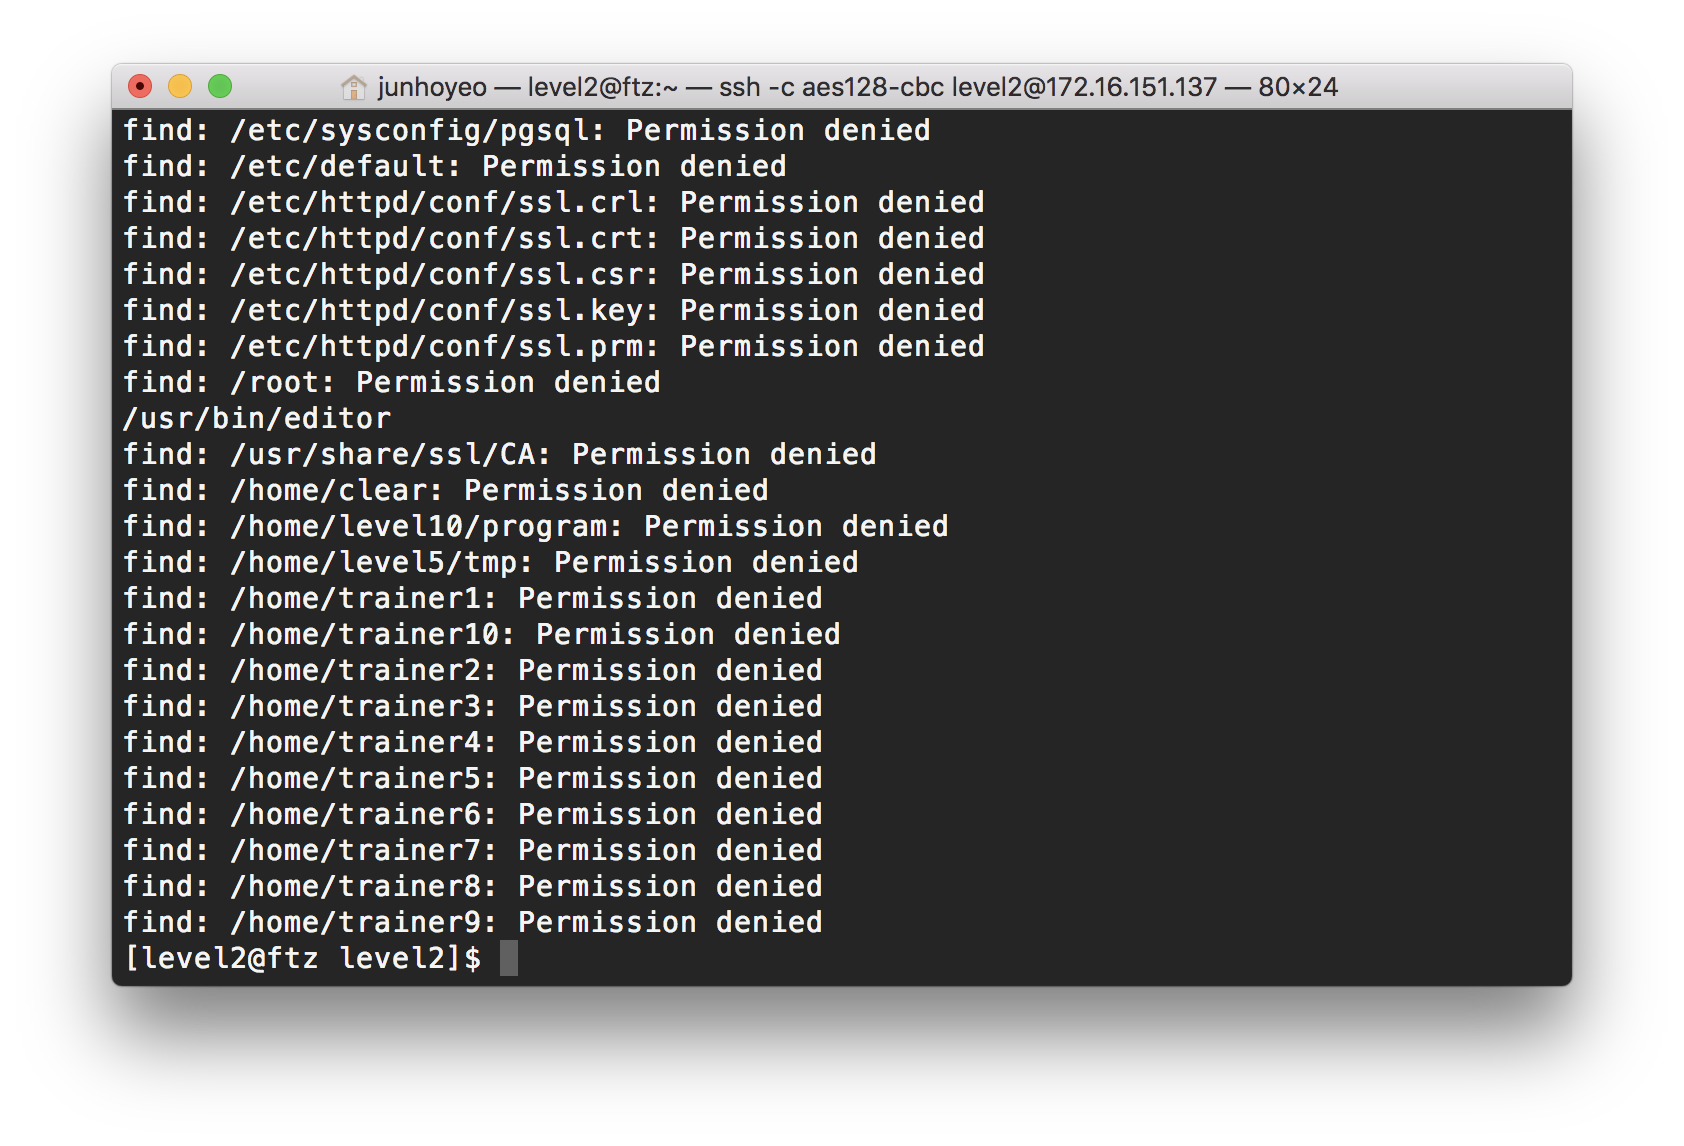 junhoyeo — level2@ftz:~ — ssh -c aes128-cbc level2@172.16.151.137 — 80×24
find: /etc/sysconfig/pgsql: Permission denied
find: /etc/default: Permission denied
find: /etc/httpd/conf/ssl.crl: Permission denied
find: /etc/httpd/conf/ssl.crt: Permission denied
find: /etc/httpd/conf/ssl.csr: Permission denied
find: /etc/httpd/conf/ssl.key: Permission denied
find: /etc/httpd/conf/ssl.prm: Permission denied
find: /root: Permission denied
/usr/bin/editor
find: /usr/share/ssl/CA: Permission denied
find: /home/clear: Permission denied
find: /home/level10/program: Permission denied
find: /home/level5/tmp: Permission denied
find: /home/trainer1: Permission denied
find: /home/trainer10: Permission denied
find: /home/trainer2: Permission denied
find: /home/trainer3: Permission denied
find: /home/trainer4: Permission denied
find: /home/trainer5: Permission denied
find: /home/trainer6: Permission denied
find: /home/trainer7: Permission denied
find: /home/trainer8: Permission denied
find: /home/trainer9: Permission denied
[level2@ftz level2]$